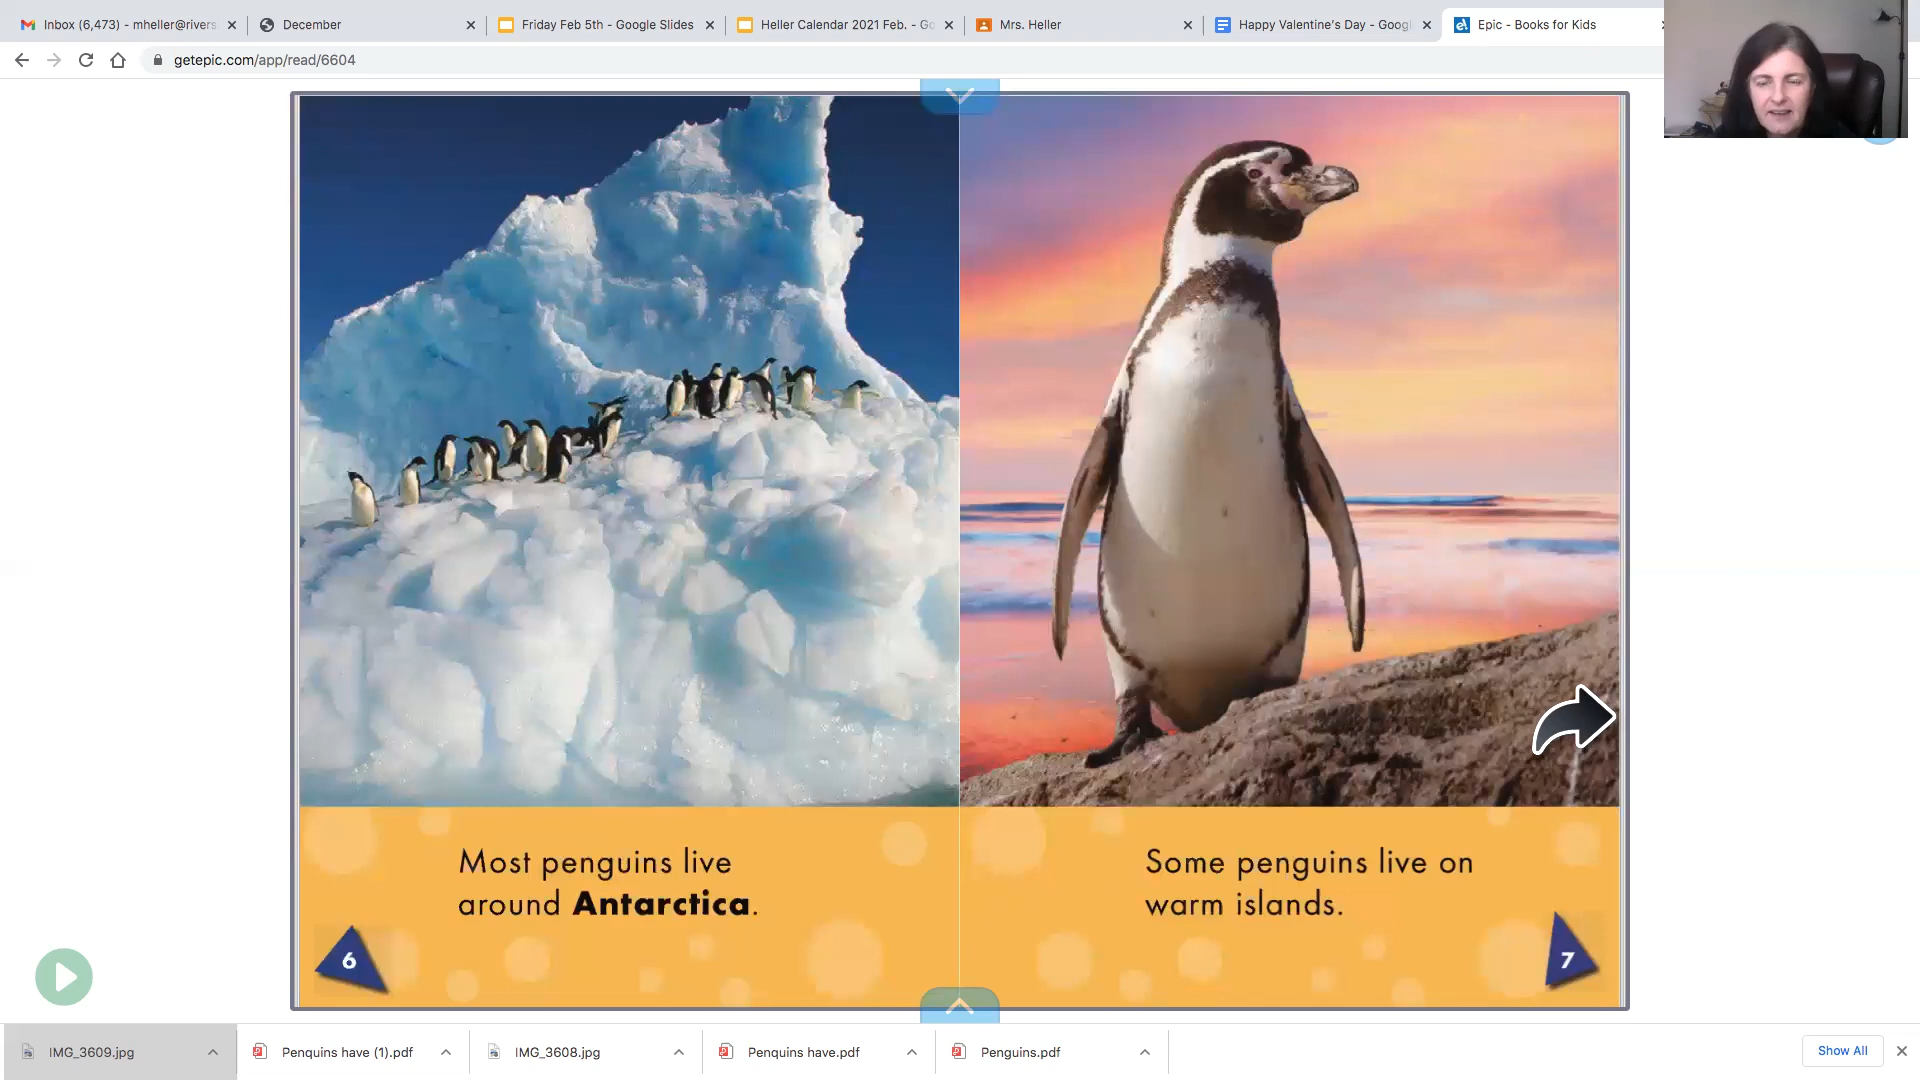 Inbox (6,473) - mheller@rivers
December
Friday Feb 5th - Google Slides
Heller Calendar 2021 Feb. - Go
Mrs. Heller
Happy Valentine's Day - Googl
Epic - Books for Kids
getepic.com/app/read/6604
Most penguins live
around Antarctica.
6
Some penguins live on
warm islands.
7
IMG_3609.jpg
Penquins have (1).pdf
IMG_3608.jpg
Penquins have.pdf
Penguins.pdf
Show All